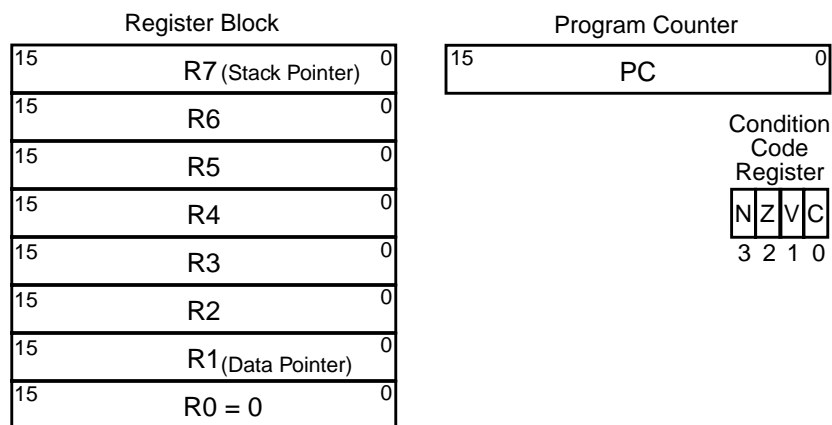 Register Block
15 R7 (Stack Pointer) 0
15 R6 0
15 R5 0
15 R4 0
15 R3 0
15 R2 0
15 R1 (Data Pointer) 0
15 R0 = 0 0
Program Counter
15 PC 0
Condition
Code
Register
N Z V C
3 2 1 0